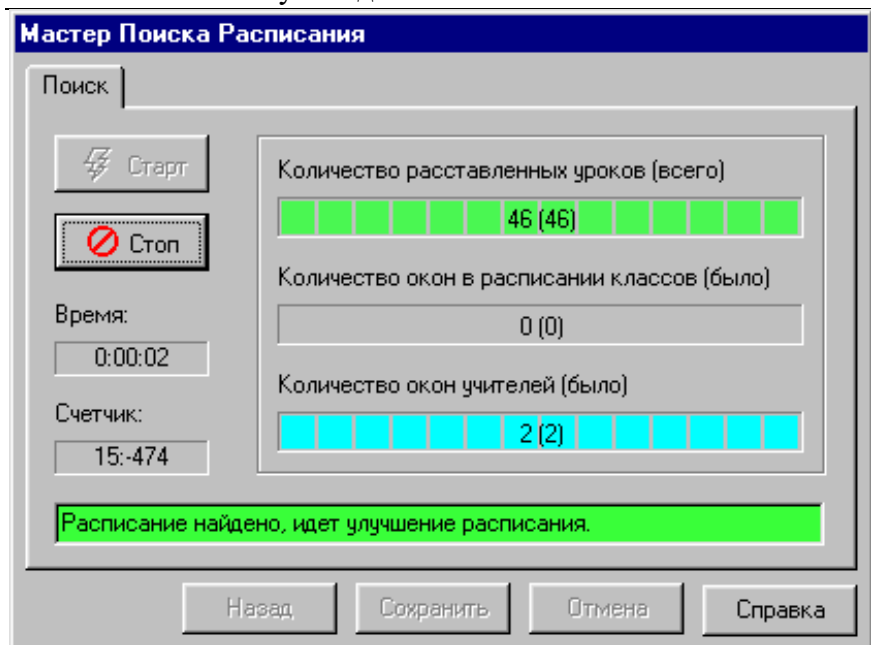 Мастер Поиска Расписания
Поиск
Старт
Стоп
Время:
0:00:02
Счетчик:
15:-474
Количество расставленных уроков (всего)
46 (46)
Количество окон в расписании классов (было)
0 (0)
Количество окон учителей (было)
2 (2)
Расписание найдено, идет улучшение расписания.
Назад Сохранить Отмена Справка